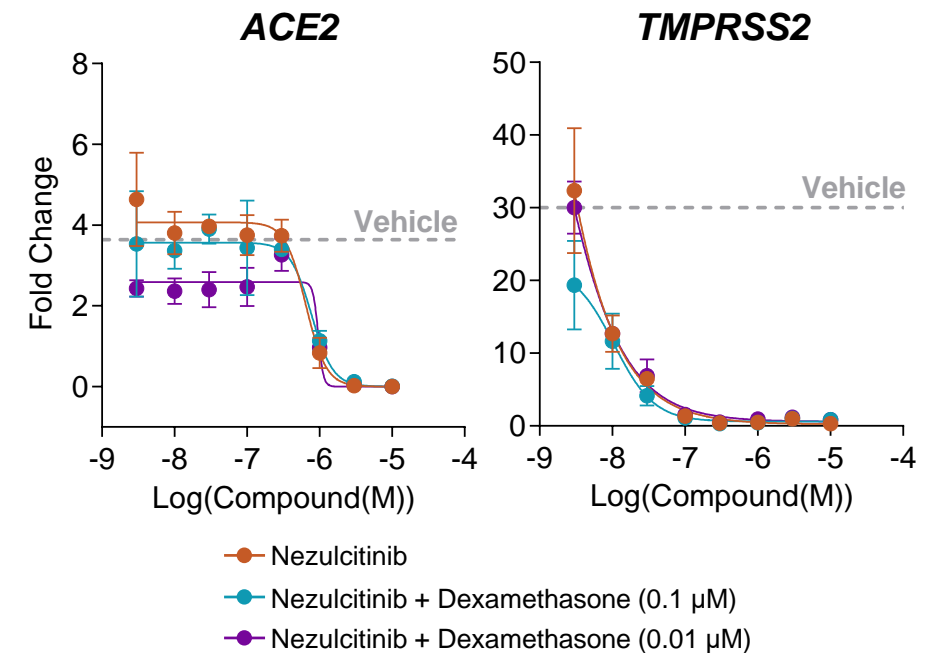 ACE2
TMPRSS2
Fold Change
8
6
4
2
0
Vehicle
-9
-8
-7
-6
-5
-4
Log(Compound(M))
50
40
30
20
10
0
Vehicle
-9
-8
-7
-6
-5
-4
Log(Compound(M))
Nezulcitinib
Nezulcitinib + Dexamethasone (0.1 µM)
Nezulcitinib + Dexamethasone (0.01 µM)